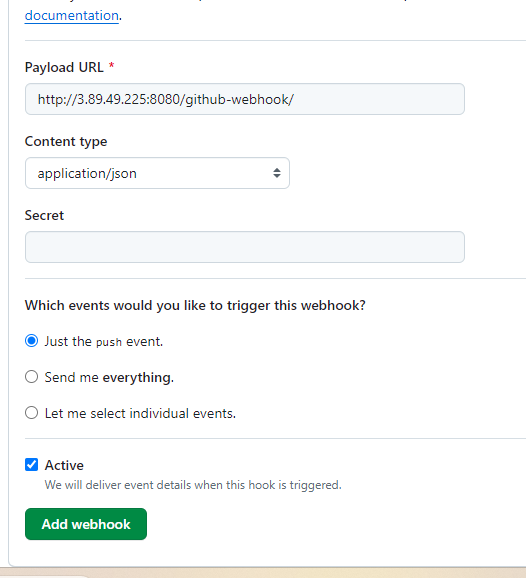 documentation.
Payload URL *
http://3.89.49.225:8080/github-webhook/
Content type
application/json
Secret
Which events would you like to trigger this webhook?
Just the push event.
Send me everything.
Let me select individual events.
Active
We will deliver event details when this hook is triggered.
Add webhook